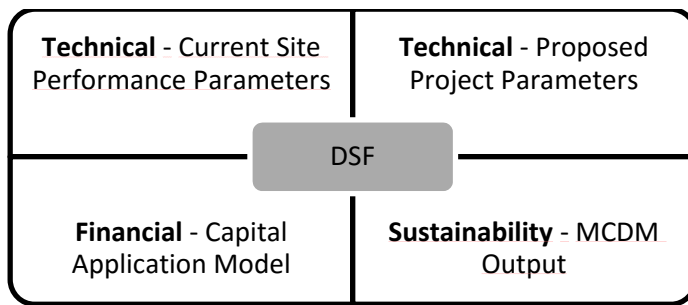 Technical - Current Site
Performance Parameters
Technical - Proposed
Project Parameters
DSF
Financial - Capital
Application Model
Sustainability - MCDM
Output